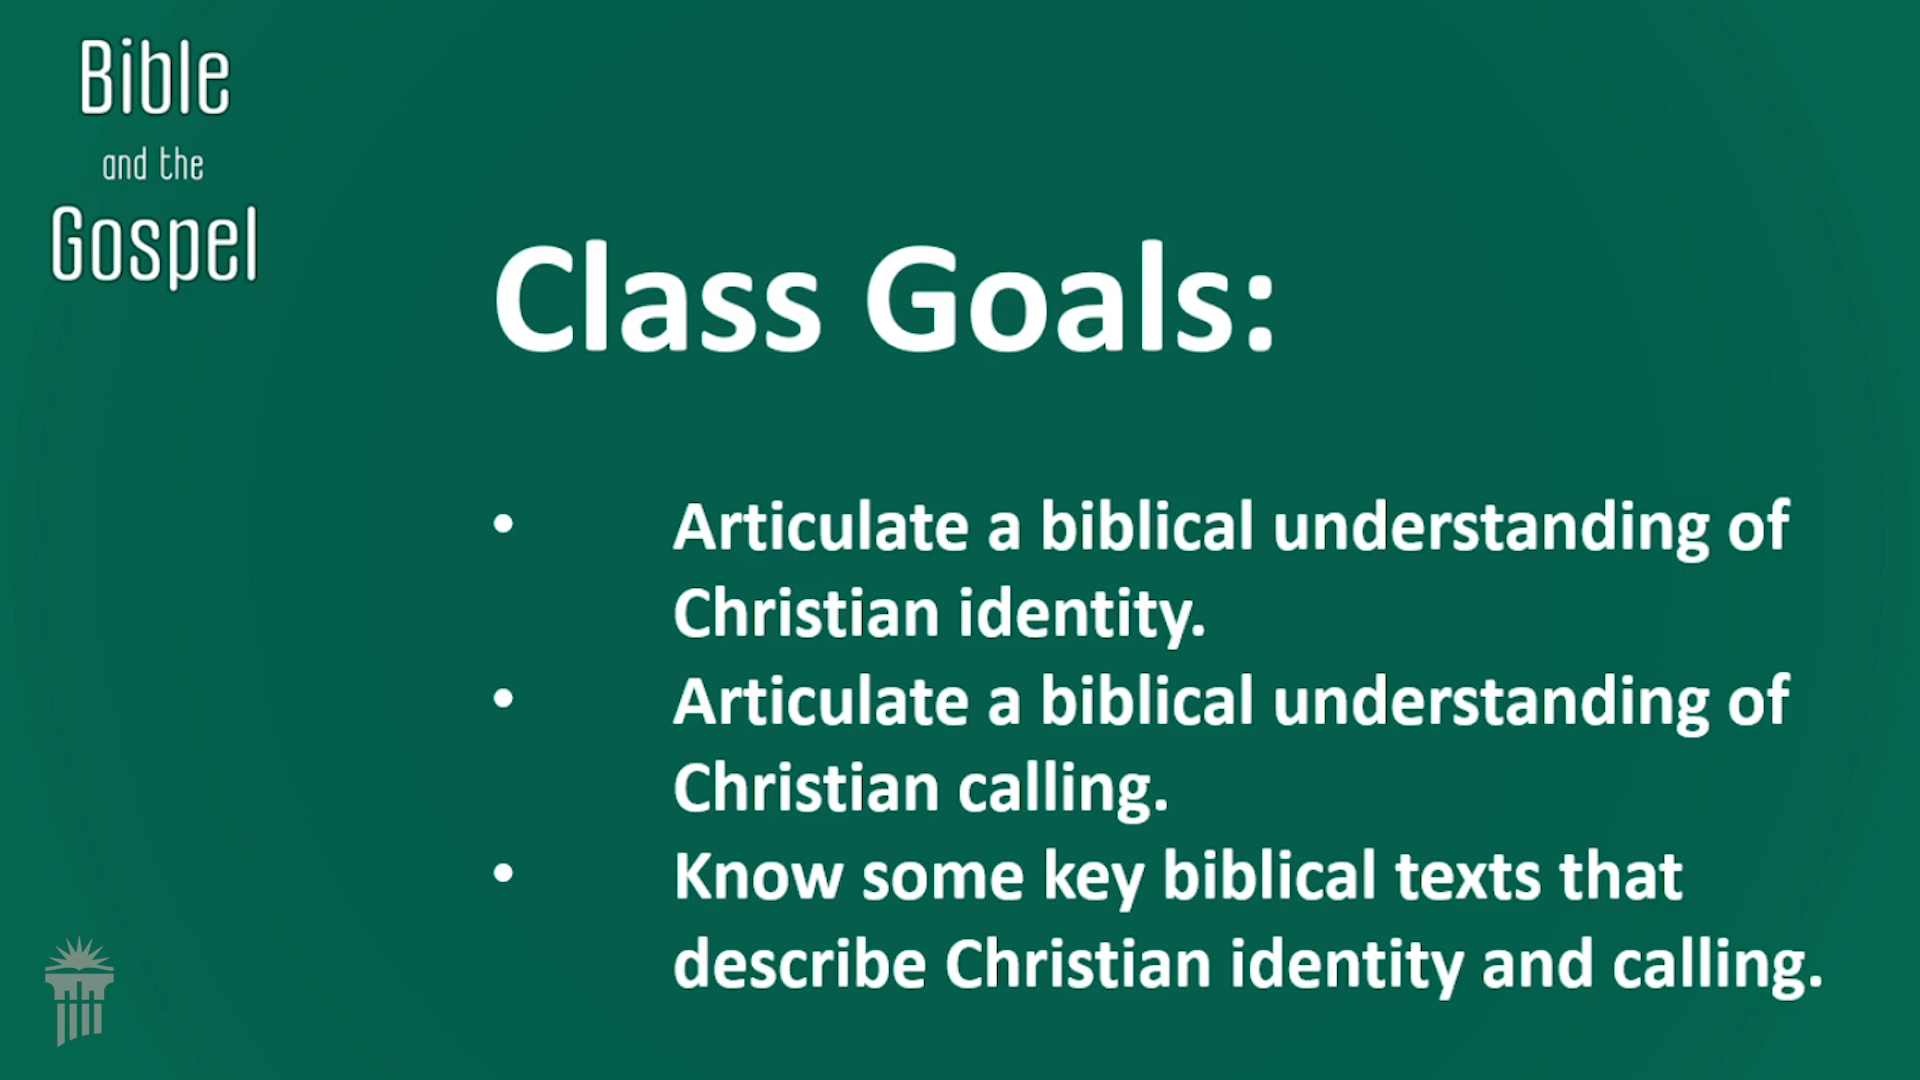 Bible
and the
Gospel
Class Goals:
• Articulate a biblical understanding of
Christian identity.
• Articulate a biblical understanding of
Christian calling.
• Know some key biblical texts that
describe Christian identity and calling.